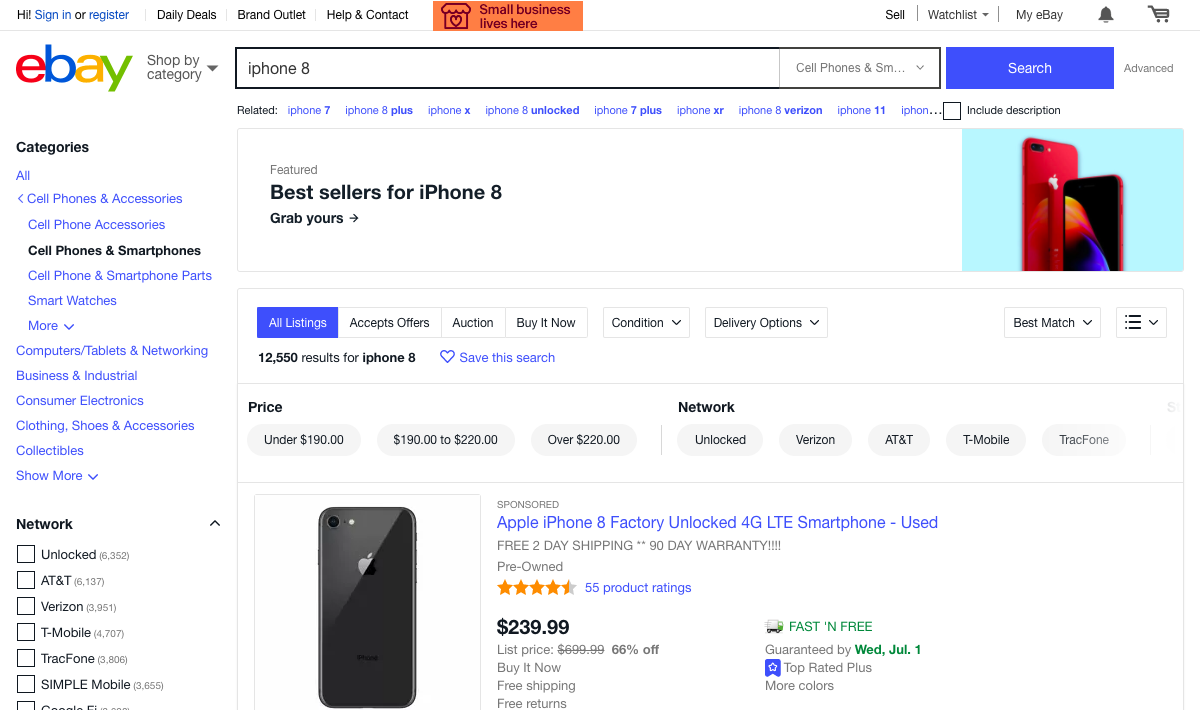 Hi! Sign in or register
Daily Deals
Brand Outlet
Help & Contact
Small business
lives here
Sell
Watchlist
My eBay
ebay
Shop by
category
iphone 8
Cell Phones & Sm...
Search
Advanced
Related: iphone 7 iphone 8 plus iphone x iphone 8 unlocked iphone 7 plus iphone xr iphone 8 verizon iphone 11 iphon...
Include description
Categories
All
Cell Phones & Accessories
Cell Phone Accessories
Cell Phones & Smartphones
Cell Phone & Smartphone Parts
Smart Watches
More
Computers/Tablets & Networking
Business & Industrial
Consumer Electronics
Clothing, Shoes & Accessories
Collectibles
Show More
Network
Unlocked (6,352)
AT&T (6,137)
Verizon (3,951)
T-Mobile (4,707)
TracFone (3,806)
SIMPLE Mobile (3,655)
Google Fi
Featured
Best sellers for iPhone 8
Grab yours →
All Listings
Accepts Offers
Auction
Buy It Now
Condition
Delivery Options
Best Match
12,550 results for iphone 8
Save this search
Price
Under $190.00
$190.00 to $220.00
Over $220.00
Network
Unlocked
Verizon
AT&T
T-Mobile
TracFone
iPhone
SPONSORED
Apple iPhone 8 Factory Unlocked 4G LTE Smartphone - Used
FREE 2 DAY SHIPPING ** 90 DAY WARRANTY!!!!
Pre-Owned
55 product ratings
$239.99
List price: $699.99 66% off
Buy It Now
Free shipping
Free returns
FAST 'N FREE
Guaranteed by Wed, Jul. 1
Top Rated Plus
More colors